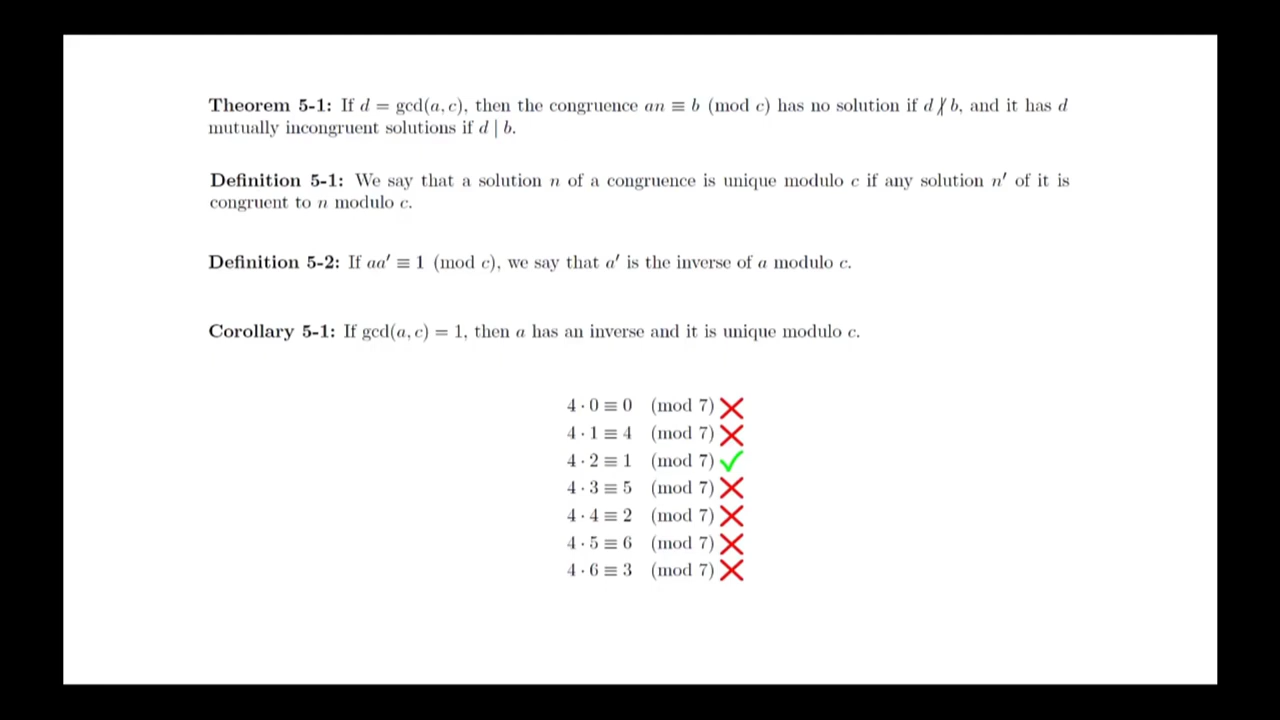 Theorem 5-1: If d = gcd(a, c), then the congruence an ≡ b (mod c) has no solution if d ∤ b, and it has d
mutually incongruent solutions if d | b.
Definition 5-1: We say that a solution n of a congruence is unique modulo c if any solution n′ of it is
congruent to n modulo c.
Definition 5-2: If aa′ ≡ 1 (mod c), we say that a′ is the inverse of a modulo c.
Corollary 5-1: If gcd(a, c) = 1, then a has an inverse and it is unique modulo c.
4 · 0 ≡ 0 (mod 7)
4 · 1 ≡ 4 (mod 7)
4 · 2 ≡ 1 (mod 7)
4 · 3 ≡ 5 (mod 7)
4 · 4 ≡ 2 (mod 7)
4 · 5 ≡ 6 (mod 7)
4 · 6 ≡ 3 (mod 7)